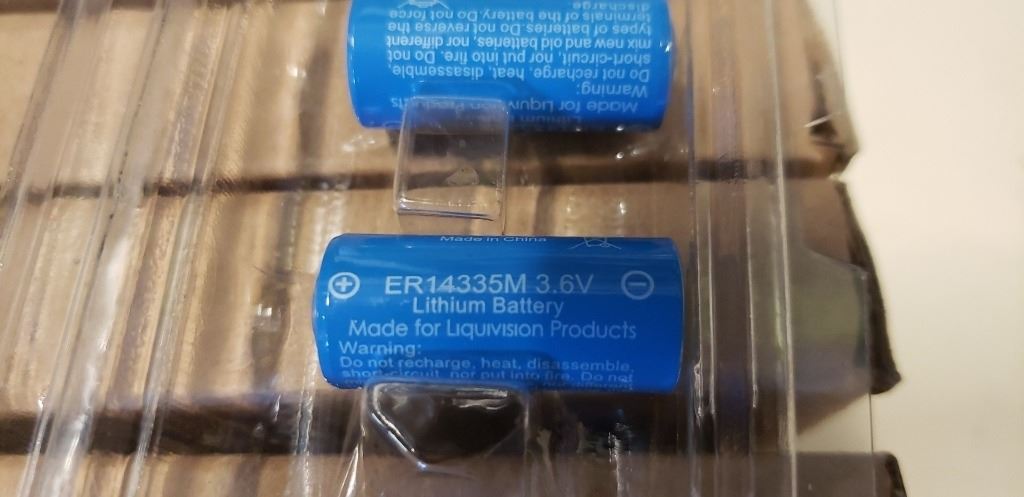 discharge
terminals of the battery. Do not force
types of batteries. Do not reverse the
mix new and old batteries, nor different
short-circuit, nor put into fire. Do not
Do not recharge, heat, disassemble,
Warning:
Made for Liquivision Products
Made in China
+ ER14335M 3.6V −
Lithium Battery
Made for Liquivision Products
Warning:
Do not recharge, heat, disassemble,
short-circuit, nor put into fire. Do not